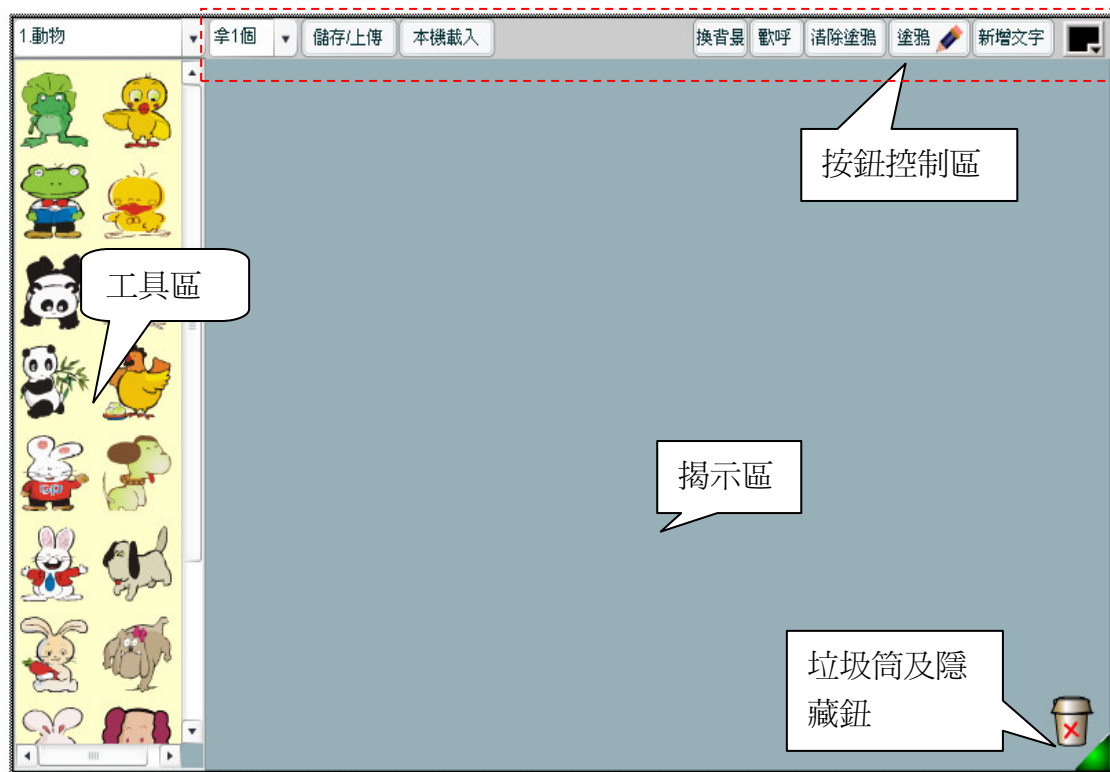 1.動物
拿1個
儲存/上傳
本機載入
換背景
歡呼
清除塗鴉
塗鴉
新增文字
按鈕控制區
工具區
揭示區
垃圾筒及隱
藏鈕